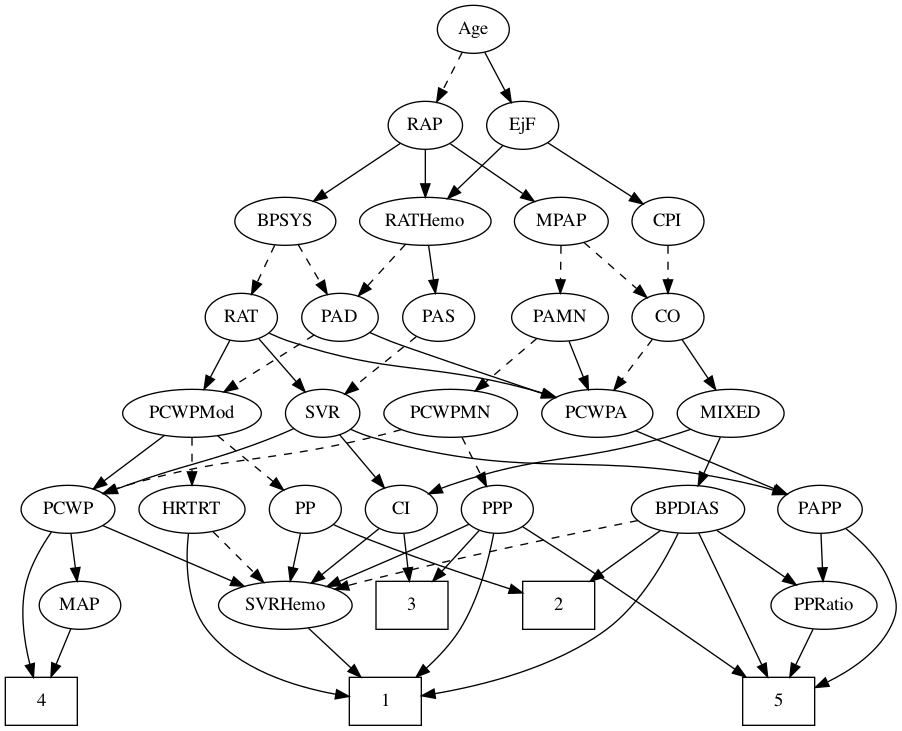 Age
RAP
EjF
BPSYS
RATHemo
MPAP
CPI
RAT
PAD
PAS
PAMN
CO
PCWPMod
SVR
PCWPMN
PCWPA
MIXED
PCWP
HRTRT
PP
CI
PPP
BPDIAS
PAPP
MAP
SVRHemo
3
2
PPRatio
4
1
5